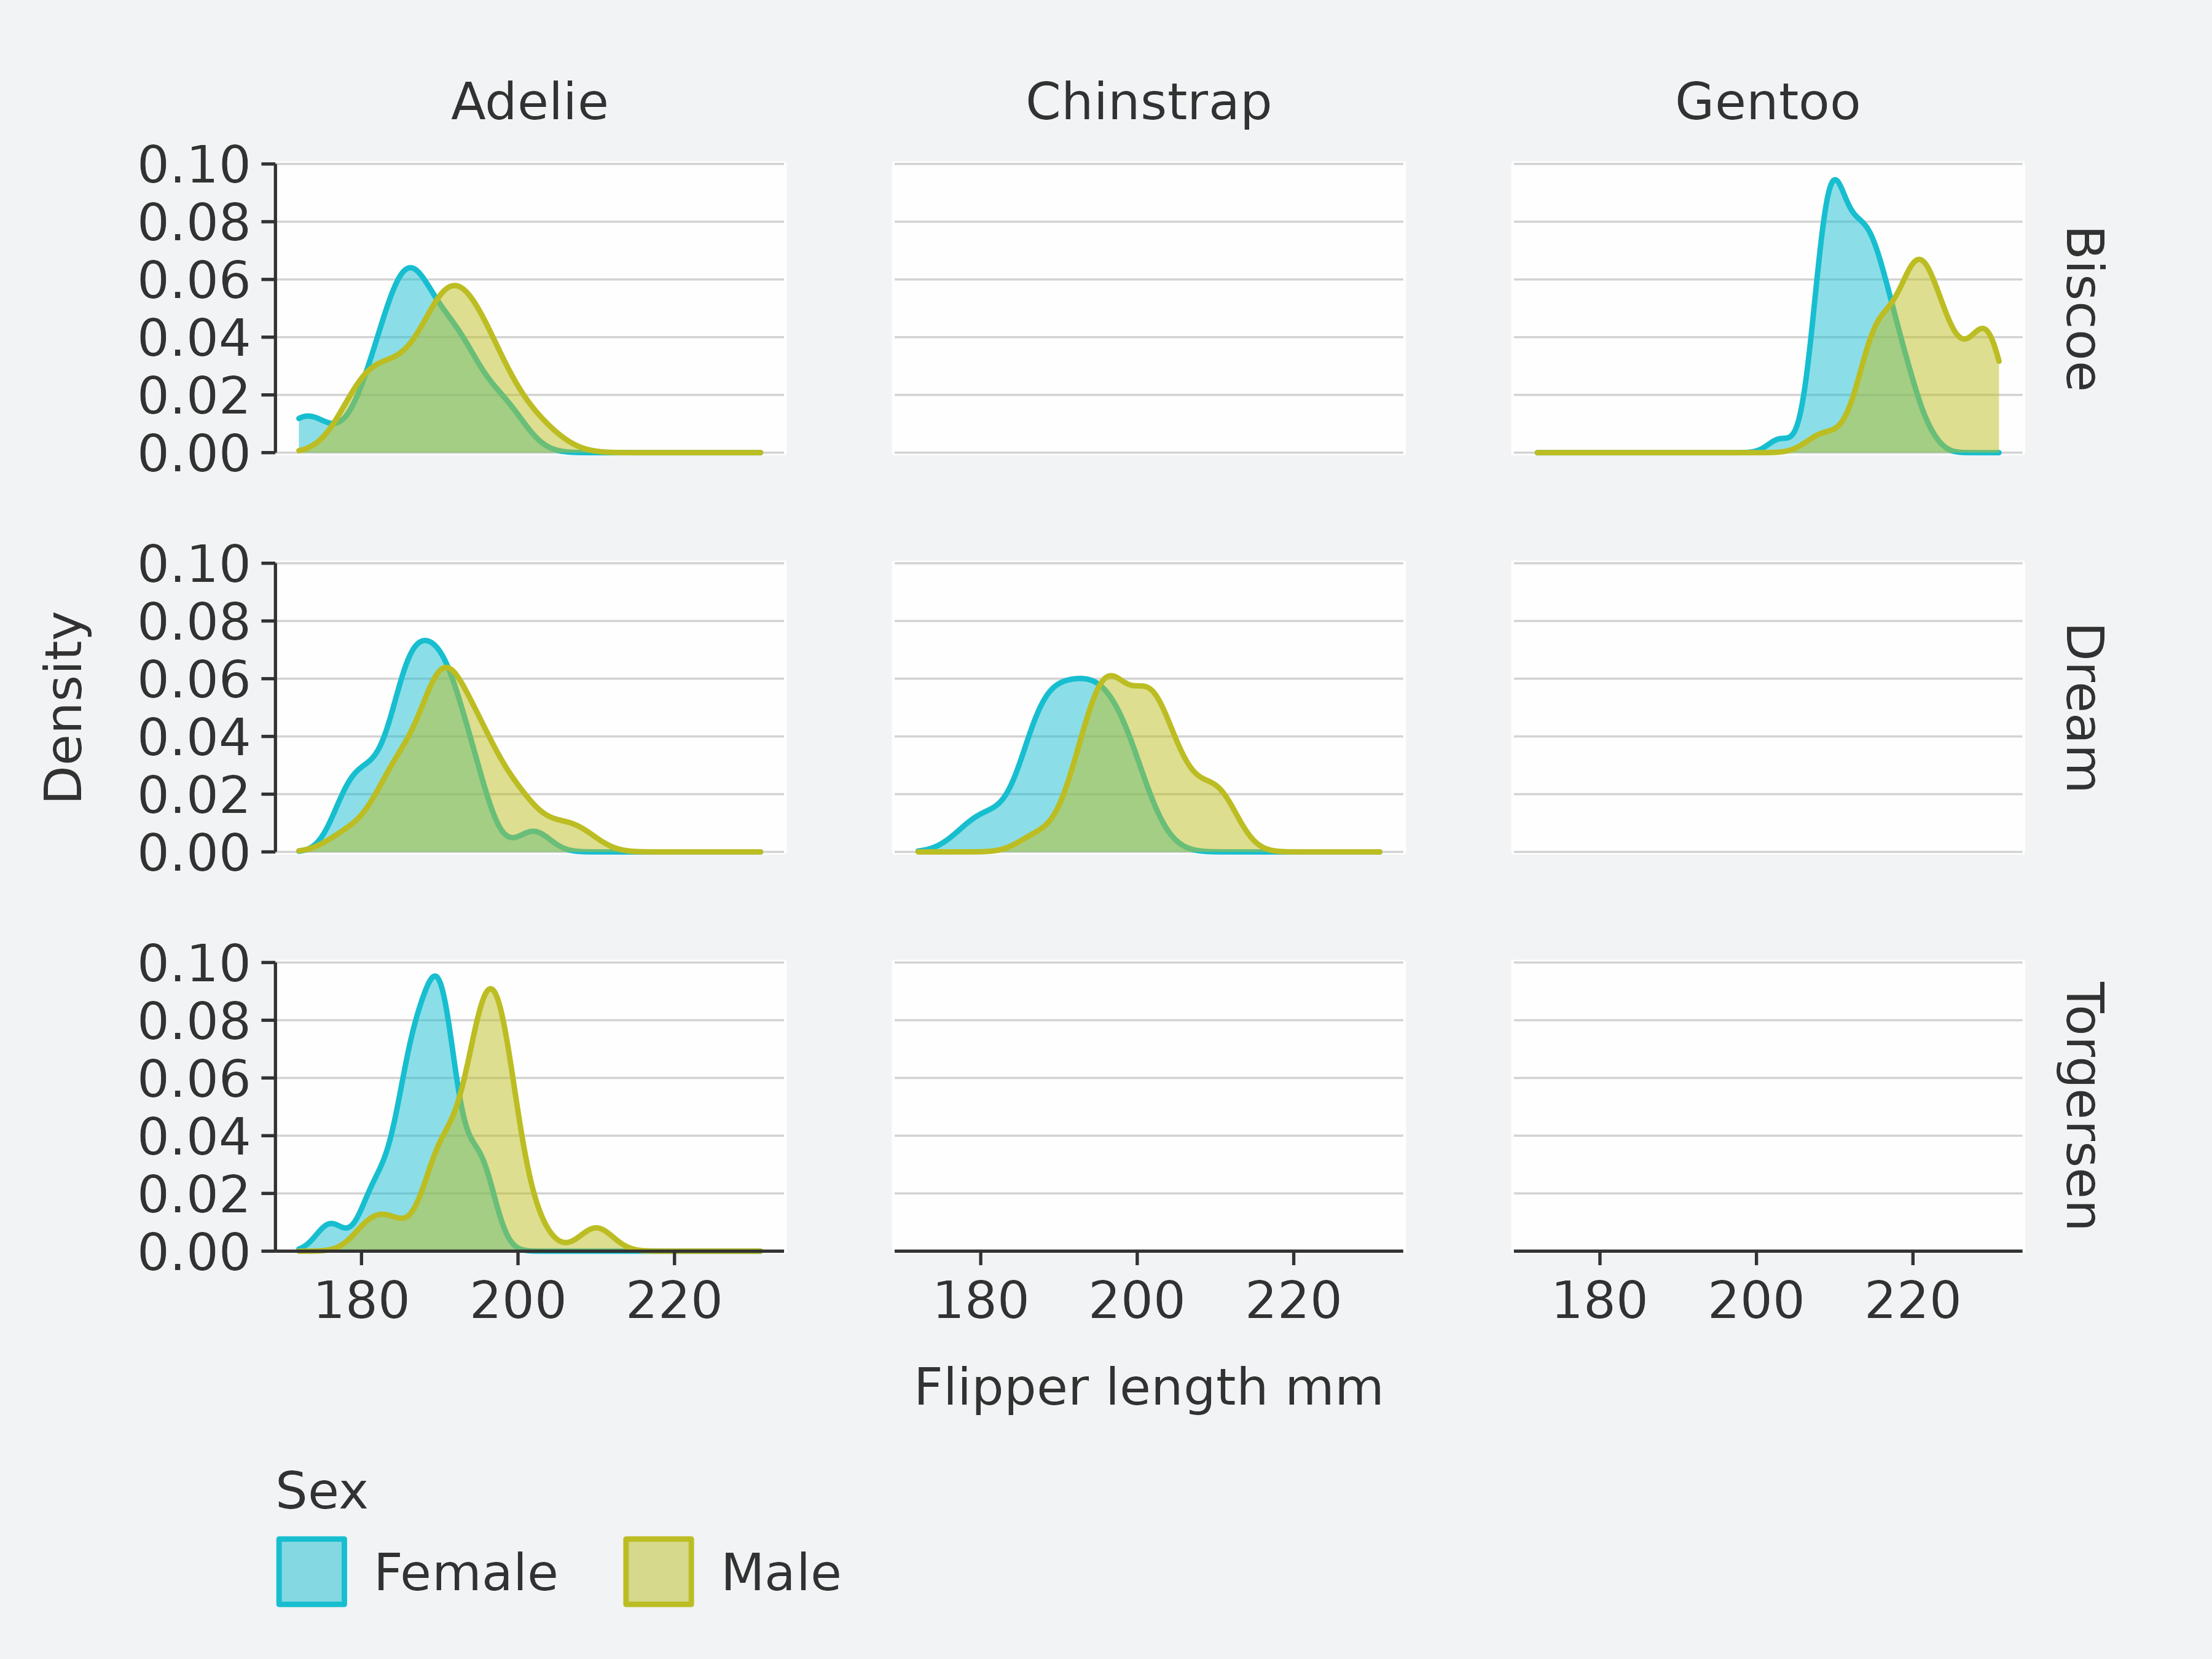 Adelie Chinstrap Gentoo
0.10
0.08
0.06
0.04
0.02
0.00
Biscoe
Density
0.10
0.08
0.06
0.04
0.02
0.00
Dream
0.10
0.08
0.06
0.04
0.02
0.00
Torgersen
180 200 220 180 200 220 180 200 220
Flipper length mm
Sex
Female Male